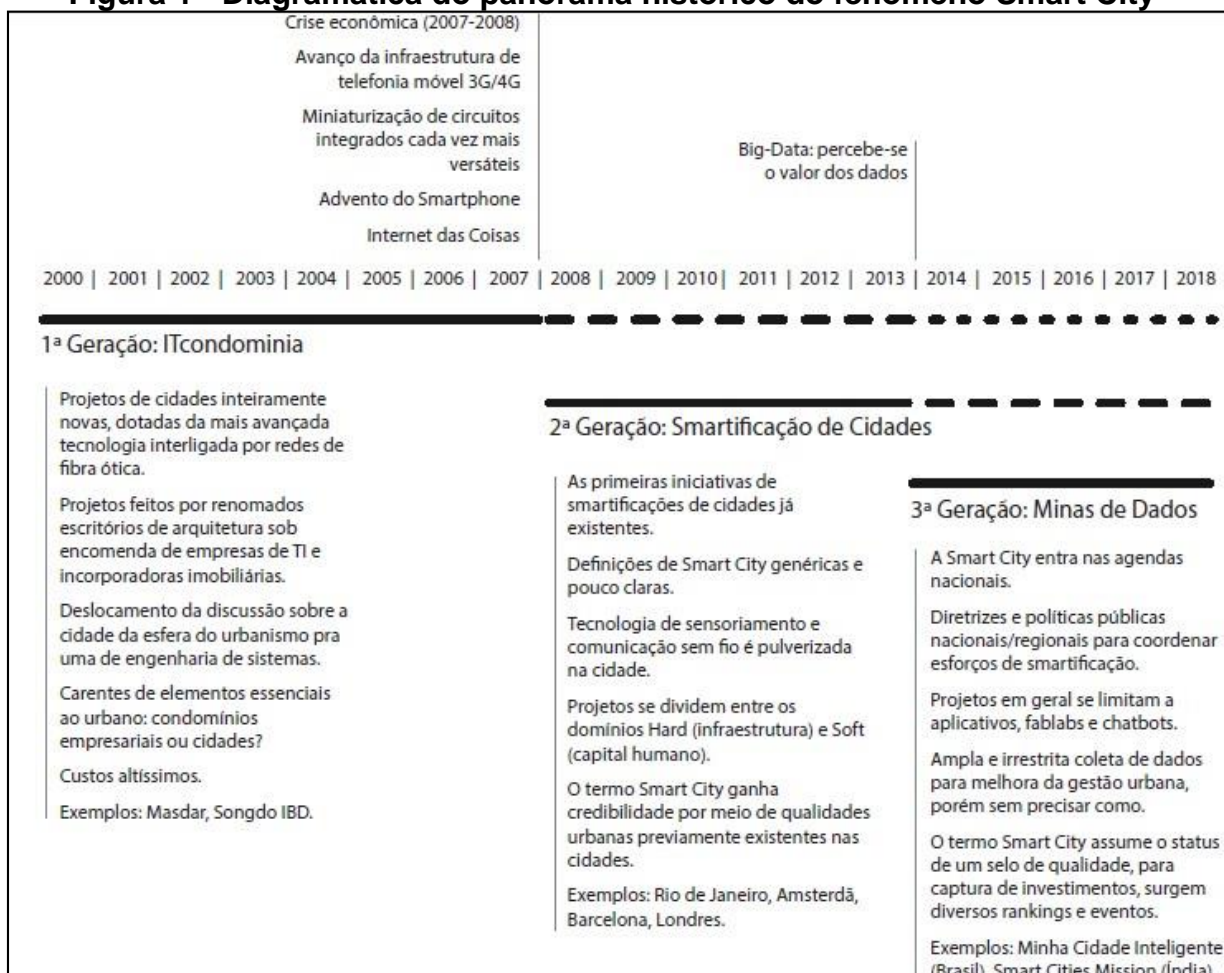 Figura 1 - Diagramática do panorama histórico do fenômeno Smart City
Crise econômica (2007-2008)
Avanço da infraestrutura de
telefonia móvel 3G/4G
Miniaturização de circuitos
integrados cada vez mais
versáteis
Advento do Smartphone
Internet das Coisas
Big-Data: percebe-se
o valor dos dados
2000 | 2001 | 2002 | 2003 | 2004 | 2005 | 2006 | 2007 | 2008 | 2009 | 2010 | 2011 | 2012 | 2013 | 2014 | 2015 | 2016 | 2017 | 2018
1ª Geração: ITcondominia
Projetos de cidades inteiramente
novas, dotadas da mais avançada
tecnologia interligada por redes de
fibra ótica.
Projetos feitos por renomados
escritórios de arquitetura sob
encomenda de empresas de TI e
incorporadoras imobiliárias.
Deslocamento da discussão sobre a
cidade da esfera do urbanismo pra
uma de engenharia de sistemas.
Carentes de elementos essenciais
ao urbano: condomínios
empresariais ou cidades?
Custos altíssimos.
Exemplos: Masdar, Songdo IBD.
2ª Geração: Smartificação de Cidades
As primeiras iniciativas de
smartificações de cidades já
existentes.
Definições de Smart City genéricas e
pouco claras.
Tecnologia de sensoriamento e
comunicação sem fio é pulverizada
na cidade.
Projetos se dividem entre os
domínios Hard (infraestrutura) e Soft
(capital humano).
O termo Smart City ganha
credibilidade por meio de qualidades
urbanas previamente existentes nas
cidades.
Exemplos: Rio de Janeiro, Amsterdã,
Barcelona, Londres.
3ª Geração: Minas de Dados
A Smart City entra nas agendas
nacionais.
Diretrizes e políticas públicas
nacionais/regionais para coordenar
esforços de smartificação.
Projetos em geral se limitam a
aplicativos, fablabs e chatbots.
Ampla e irrestrita coleta de dados
para melhora da gestão urbana,
porém sem precisar como.
O termo Smart City assume o status
de um selo de qualidade, para
captura de investimentos, surgem
diversos rankings e eventos.
Exemplos: Minha Cidade Inteligente
(Brasil), Smart Cities Mission (Índia)